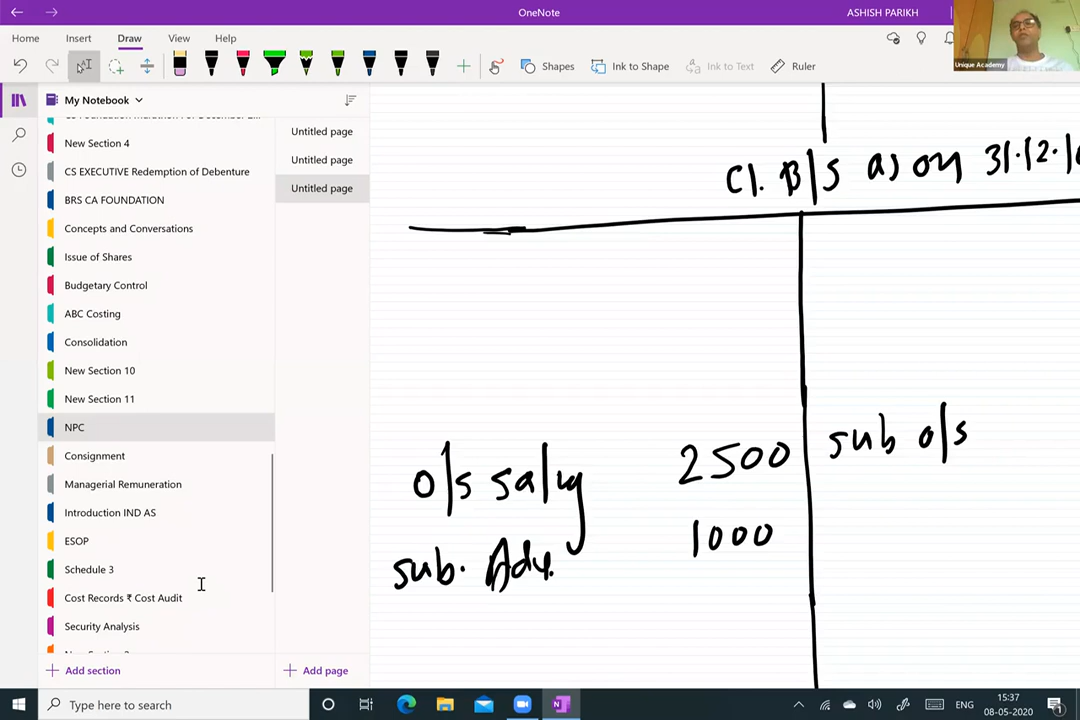 OneNote
ASHISH PARIKH
Unique Academy
Home Insert Draw View Help
Shapes Ink to Shape Ink to Text Ruler
My Notebook
New Section 4
CS EXECUTIVE Redemption of Debenture
BRS CA FOUNDATION
Concepts and Conversations
Issue of Shares
Budgetary Control
ABC Costing
Consolidation
New Section 10
New Section 11
NPC
Consignment
Managerial Remuneration
Introduction IND AS
ESOP
Schedule 3
Cost Records ₹ Cost Audit
Security Analysis
Add section
Untitled page
Untitled page
Untitled page
Add page
Cl. B/S as on 31.12.1
o/s salary 2500 sub o/s
sub. Adv. 1000
Type here to search
ENG
15:37
08-05-2020
1